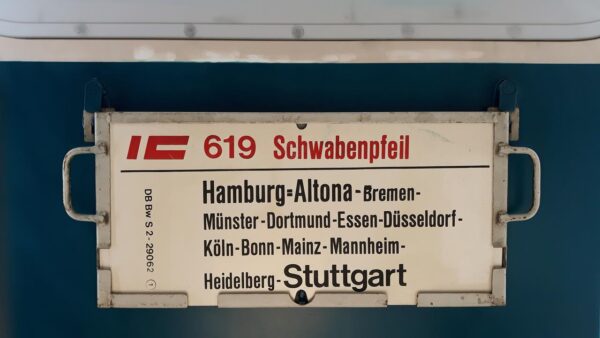 IC 619 Schwabenpfeil
Hamburg=Altona-Bremen-
Münster-Dortmund-Essen-Düsseldorf-
Köln-Bonn-Mainz-Mannheim-
Heidelberg-Stuttgart
DB Bw S 2-29062 1